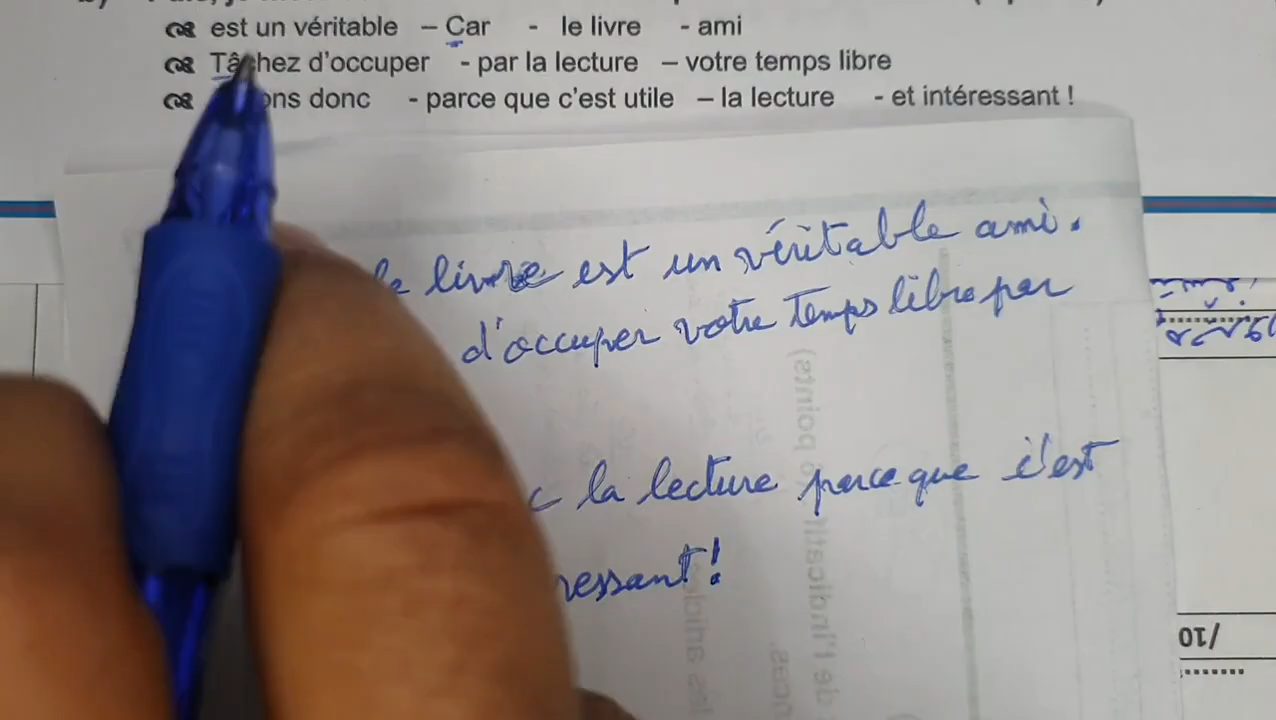 est un véritable – Car - le livre - ami
Tâchez d'occuper - par la lecture – votre temps libre
ons donc - parce que c'est utile – la lecture - et intéressant !
le livre est un véritable ami.
d'occuper votre temps libre par
c la lecture parce que c'est
ressant!
/10